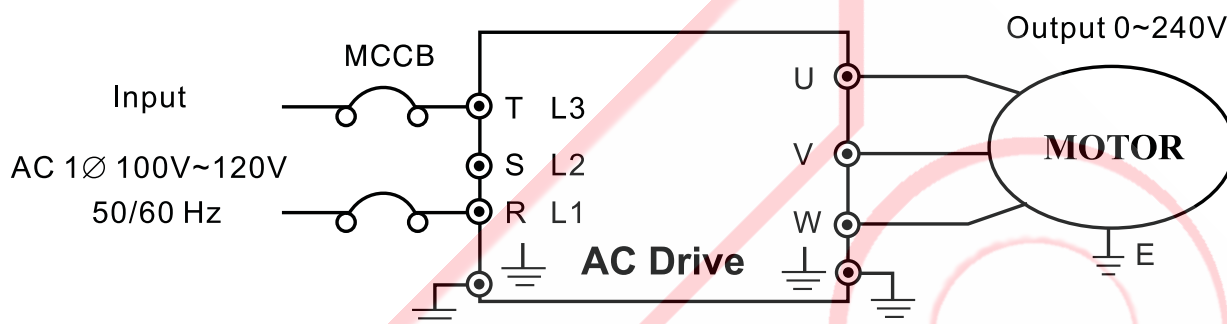 Output 0~240V
MCCB
Input
AC 1∅ 100V~120V
50/60 Hz
T L3
S L2
R L1
AC Drive
U
V
W
MOTOR
E